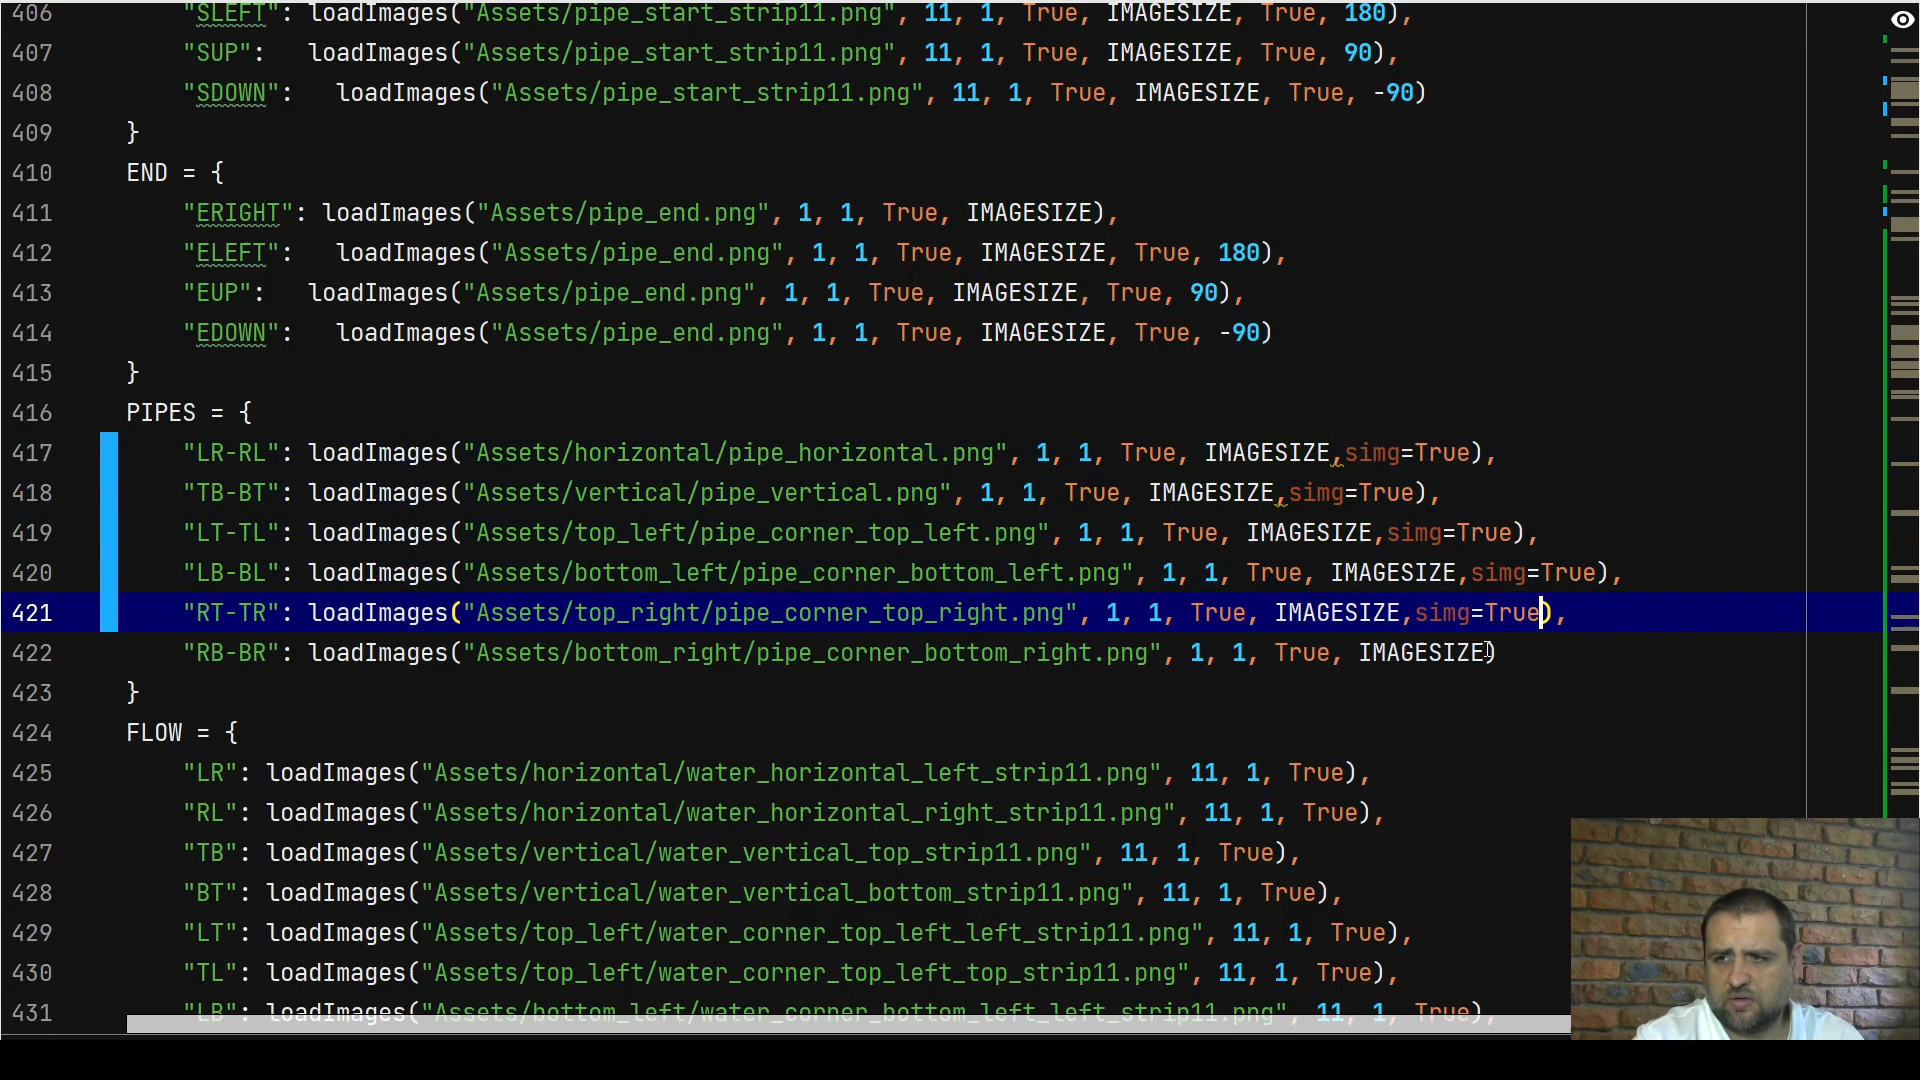 406 "SLEFT": loadImages("Assets/pipe_start_strip11.png", 11, 1, True, IMAGESIZE, True, 180),
407 "SUP":   loadImages("Assets/pipe_start_strip11.png", 11, 1, True, IMAGESIZE, True, 90),
408 "SDOWN":   loadImages("Assets/pipe_start_strip11.png", 11, 1, True, IMAGESIZE, True, -90)
409 }
410 END = {
411 "ERIGHT": loadImages("Assets/pipe_end.png", 1, 1, True, IMAGESIZE),
412 "ELEFT":   loadImages("Assets/pipe_end.png", 1, 1, True, IMAGESIZE, True, 180),
413 "EUP":   loadImages("Assets/pipe_end.png", 1, 1, True, IMAGESIZE, True, 90),
414 "EDOWN":   loadImages("Assets/pipe_end.png", 1, 1, True, IMAGESIZE, True, -90)
415 }
416 PIPES = {
417 "LR-RL": loadImages("Assets/horizontal/pipe_horizontal.png", 1, 1, True, IMAGESIZE,simg=True),
418 "TB-BT": loadImages("Assets/vertical/pipe_vertical.png", 1, 1, True, IMAGESIZE,simg=True),
419 "LT-TL": loadImages("Assets/top_left/pipe_corner_top_left.png", 1, 1, True, IMAGESIZE,simg=True),
420 "LB-BL": loadImages("Assets/bottom_left/pipe_corner_bottom_left.png", 1, 1, True, IMAGESIZE,simg=True),
421 "RT-TR": loadImages("Assets/top_right/pipe_corner_top_right.png", 1, 1, True, IMAGESIZE,simg=True),
422 "RB-BR": loadImages("Assets/bottom_right/pipe_corner_bottom_right.png", 1, 1, True, IMAGESIZE)
423 }
424 FLOW = {
425 "LR": loadImages("Assets/horizontal/water_horizontal_left_strip11.png", 11, 1, True),
426 "RL": loadImages("Assets/horizontal/water_horizontal_right_strip11.png", 11, 1, True),
427 "TB": loadImages("Assets/vertical/water_vertical_top_strip11.png", 11, 1, True),
428 "BT": loadImages("Assets/vertical/water_vertical_bottom_strip11.png", 11, 1, True),
429 "LT": loadImages("Assets/top_left/water_corner_top_left_left_strip11.png", 11, 1, True),
430 "TL": loadImages("Assets/top_left/water_corner_top_left_top_strip11.png", 11, 1, True),
431 "LB": loadImages("Assets/bottom_left/water_corner_bottom_left_left_strip11.png", 11, 1, True),